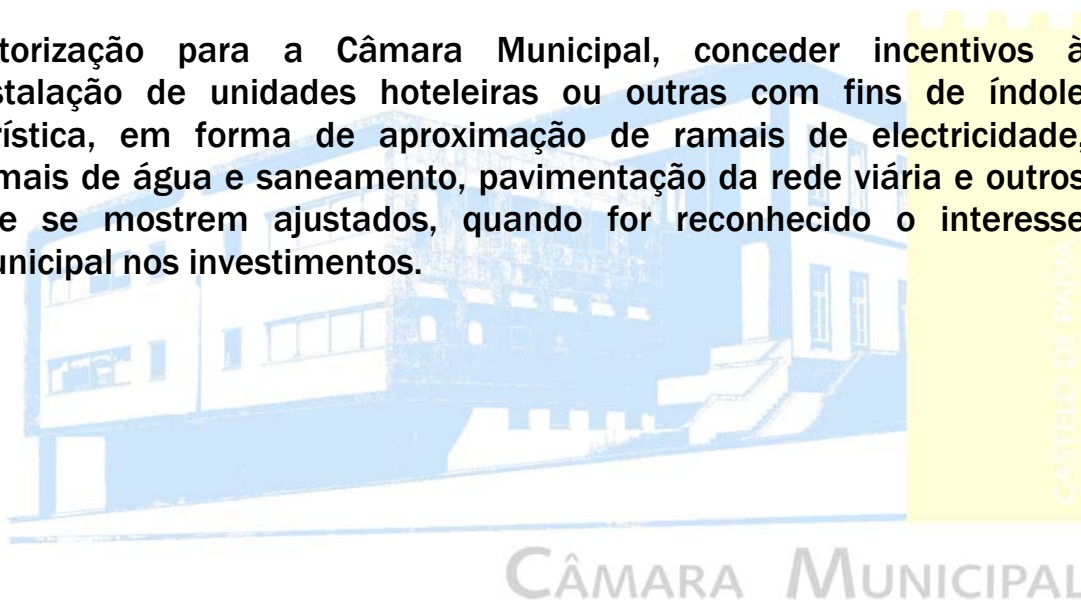 torização para a Câmara Municipal, conceder incentivos à
stalação de unidades hoteleiras ou outras com fins de índole
rística, em forma de aproximação de ramais de electricidade,
mais de água e saneamento, pavimentação da rede viária e outros
e se mostrem ajustados, quando for reconhecido o interesse
unicipal nos investimentos.
CASTELO DE PAIVA
CÂMARA MUNICIPAL